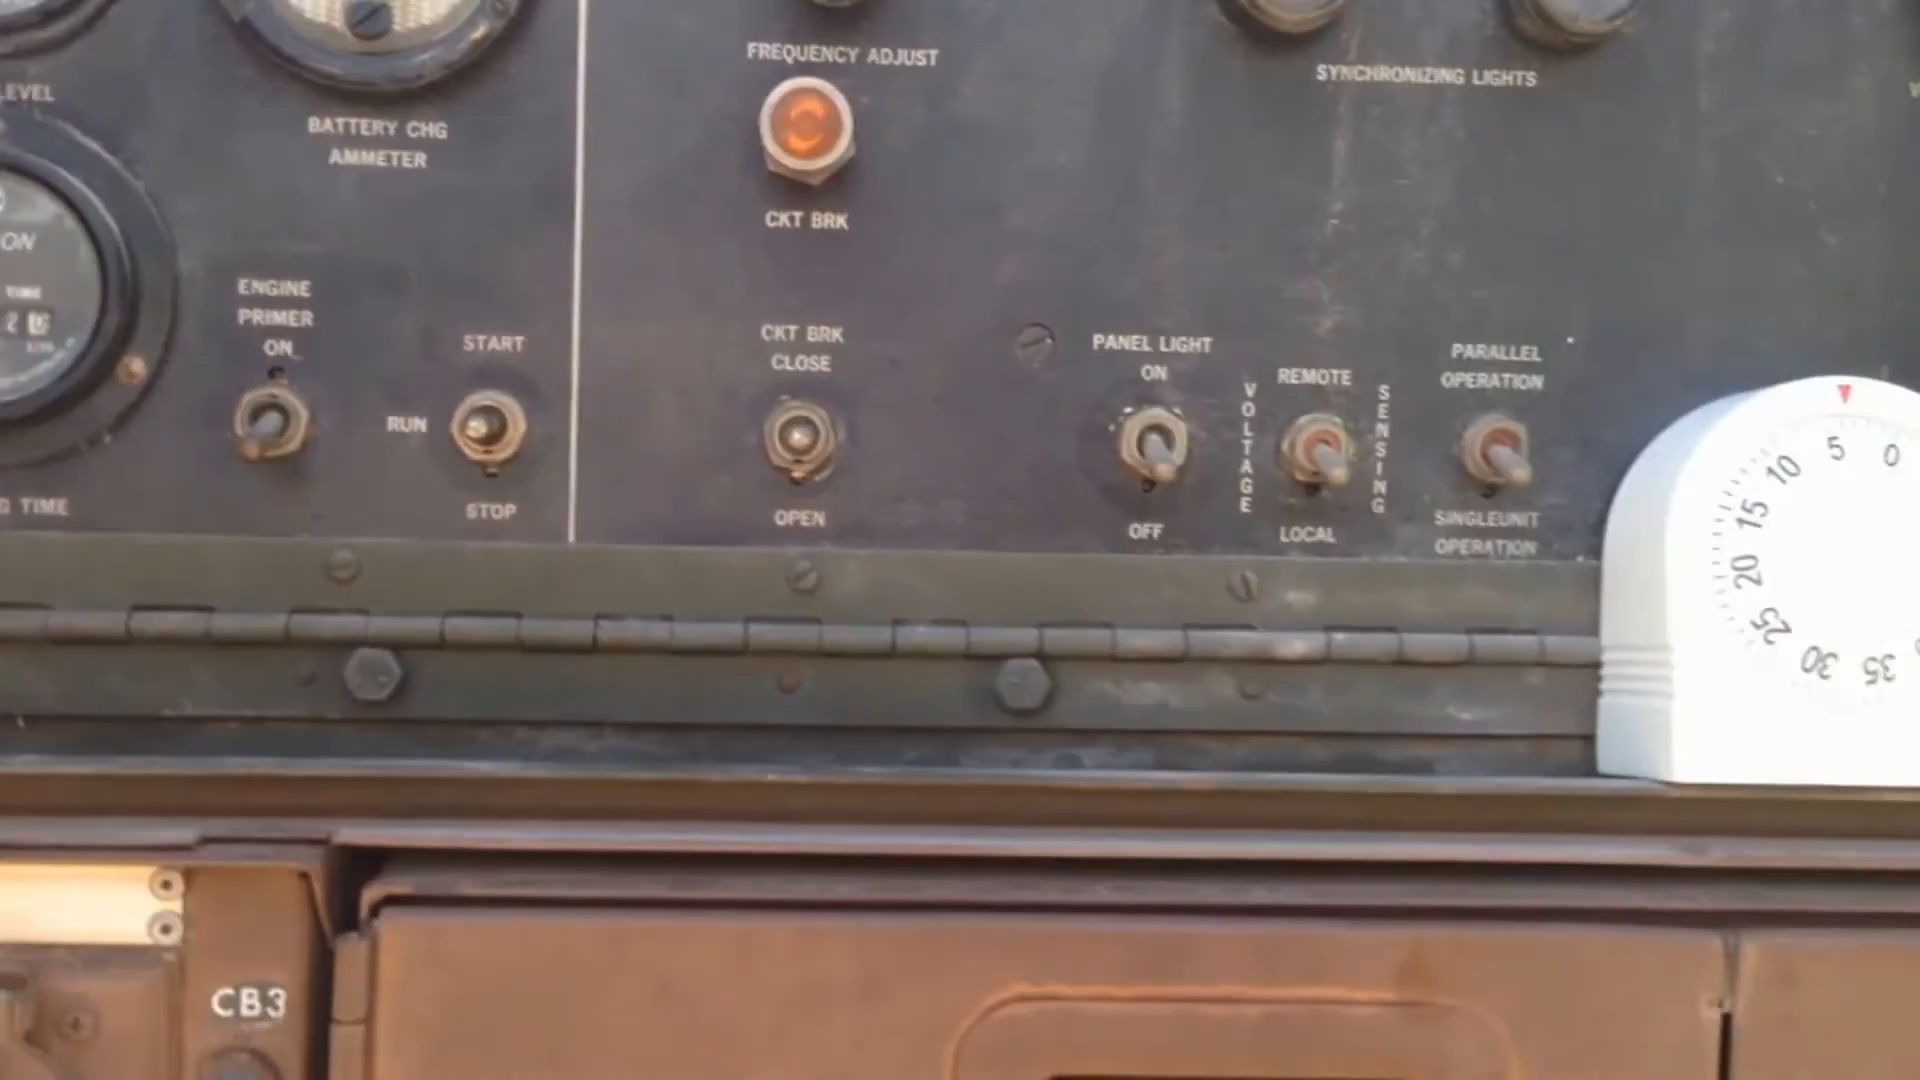 LEVEL
BATTERY CHG
AMMETER
ON
TIME
TIME
ENGINE
PRIMER
ON
START
RUN
STOP
FREQUENCY ADJUST
CKT BRK
CKT BRK
CLOSE
OPEN
SYNCHRONIZING LIGHTS
PANEL LIGHT
ON
OFF
VOLTAGE
REMOTE
LOCAL
SENSING
PARALLEL
OPERATION
SINGLEUNIT
OPERATION
0
5
10
15
20
25
30
35
CB3